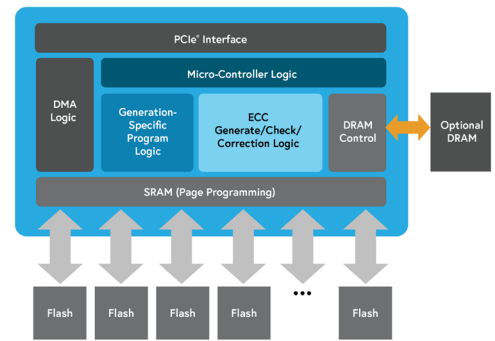 PCIe® Interface
Micro-Controller Logic
DMA
Logic
Generation-
Specific
Program
Logic
ECC
Generate/Check/
Correction Logic
DRAM
Control
Optional
DRAM
SRAM (Page Programming)
Flash
Flash
Flash
Flash
•••
Flash